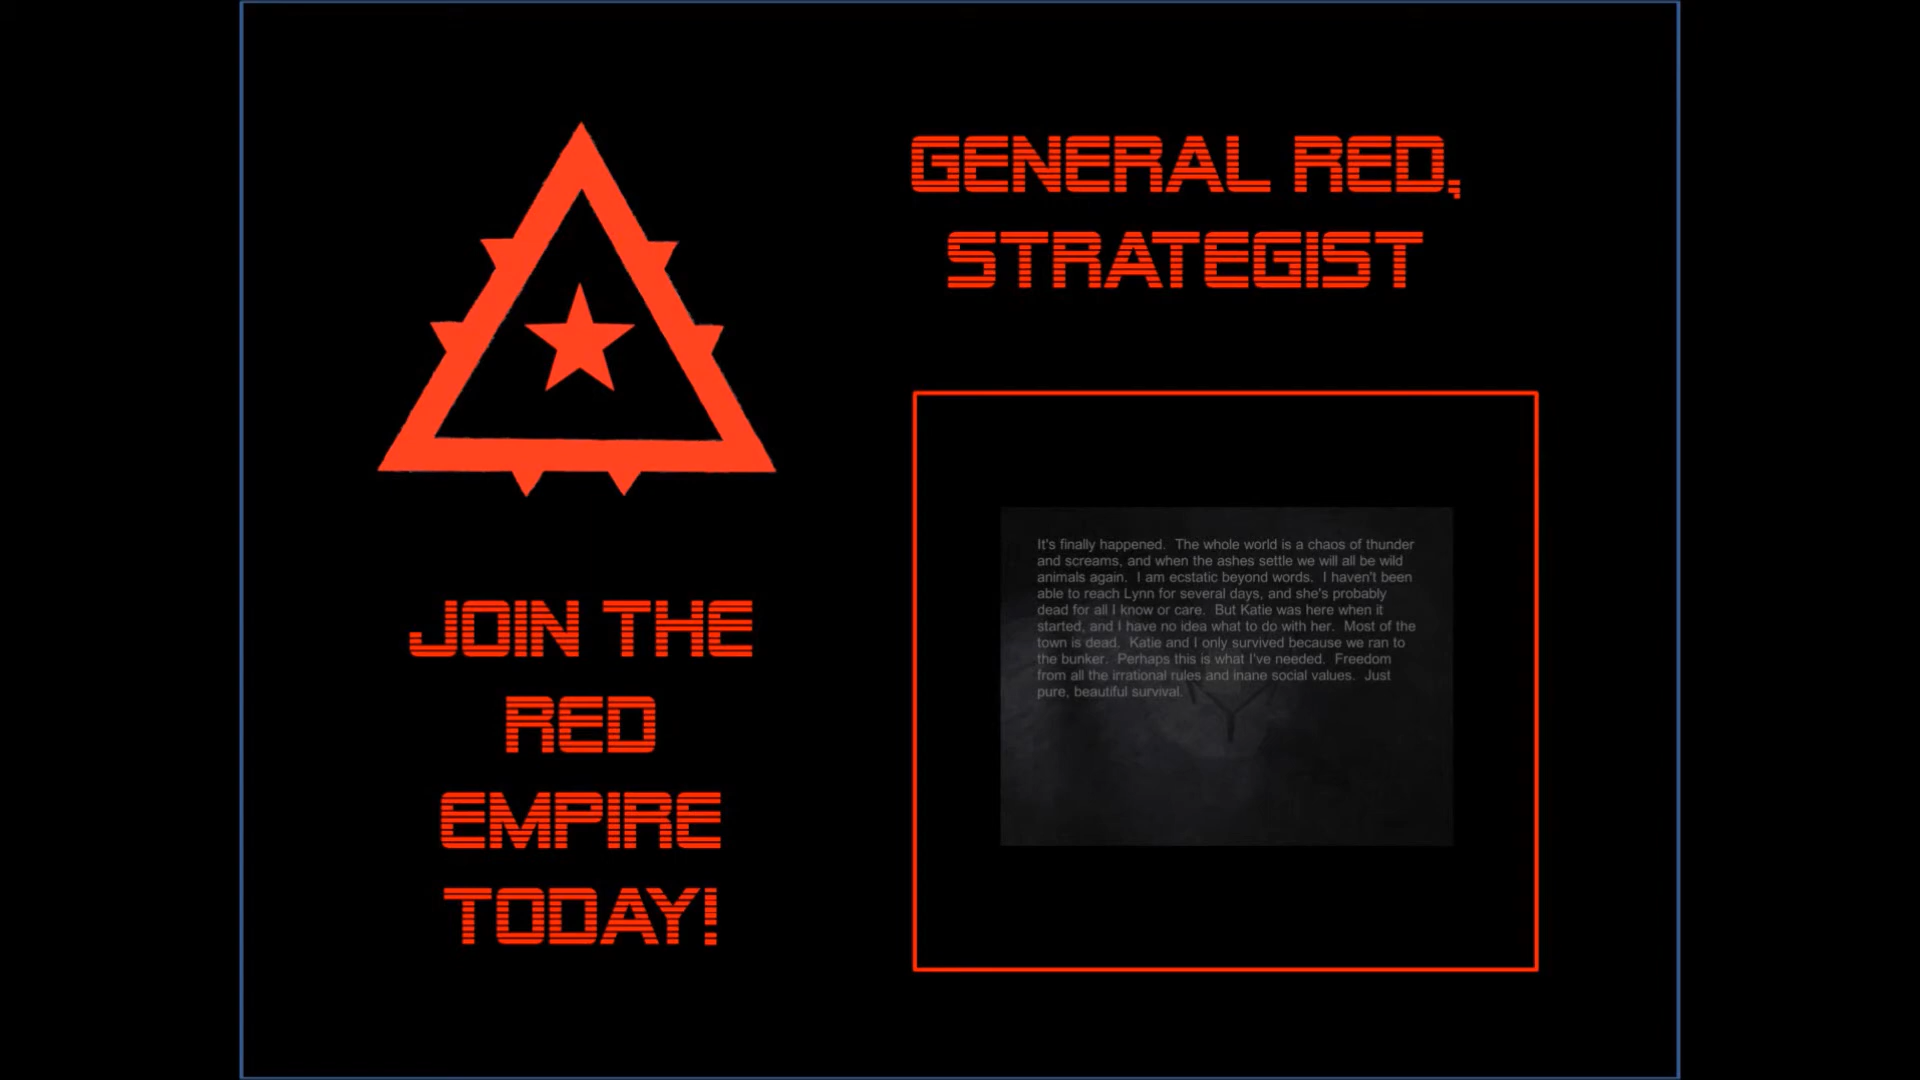 GENERAL RED,
STRATEGIST
JOIN THE
RED
EMPIRE
TODAY!
It's finally happened.  The whole world is a chaos of thunder
and screams, and when the ashes settle we will all be wild
animals again.  I am ecstatic beyond words.  I haven't been
able to reach Lynn for several days, and she's probably
dead for all I know or care.  But Katie was here when it
started, and I have no idea what to do with her.  Most of the
town is dead.  Katie and I only survived because we ran to
the bunker.  Perhaps this is what I've needed.  Freedom
from all the irrational rules and inane social values.  Just
pure, beautiful survival.